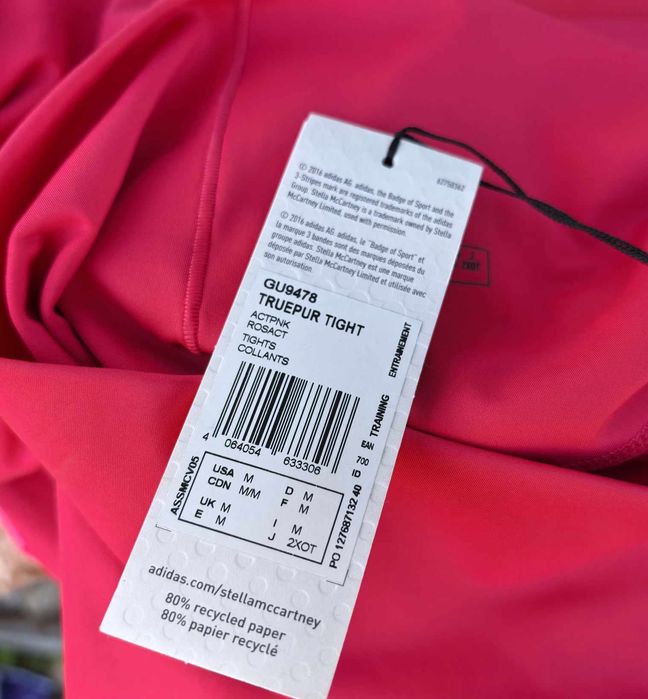 © 2016 adidas AG. adidas, the Badge of Sport and the
3-Stripes mark are registered trademarks of the adidas
Group. Stella McCartney is a trademark owned by Stella
McCartney Limited, used with permission.
62758362
© 2016 adidas AG. adidas, le "Badge of Sport" et
la marque 3 bandes sont des marques déposées du
groupe adidas. Stella McCartney est une marque
déposée par Stella McCartney Limited et utilisée avec
son autorisation.
GU9478
TRUEPUR TIGHT
ACTPNK
ROSACT
TIGHTS
COLLANTS
TRAINING ENTRAINEMENT
EAN
700
ID
4 064054 633306
ASSMCV05
USA M D M
CDN M/M F M
UK M I M
E M J 2XOT
PO 127687132 40
adidas.com/stellamccartney
80% recycled paper
80% papier recyclé
J
2XOT